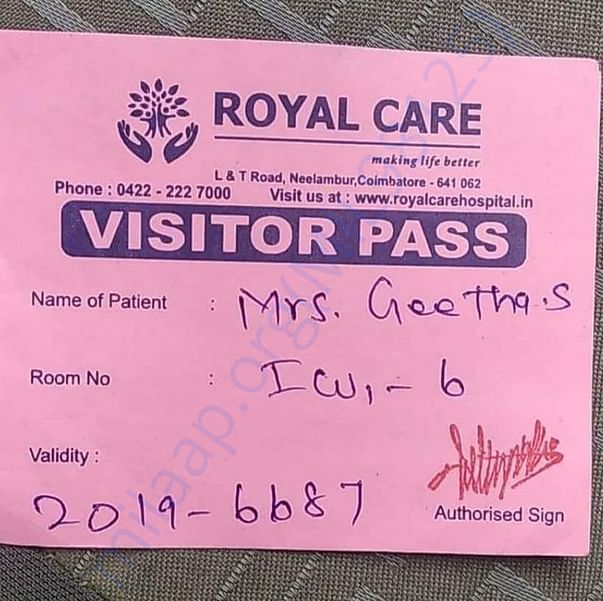 ROYAL CARE
making life better
L & T Road, Neelambur,Coimbatore - 641 062
Phone : 0422 - 222 7000 Visit us at : www.royalcarehospital.in
VISITOR PASS
Name of Patient : Mrs. Geetha.S
Room No : ICU, - 6
Validity :
2019-6687
Authorised Sign